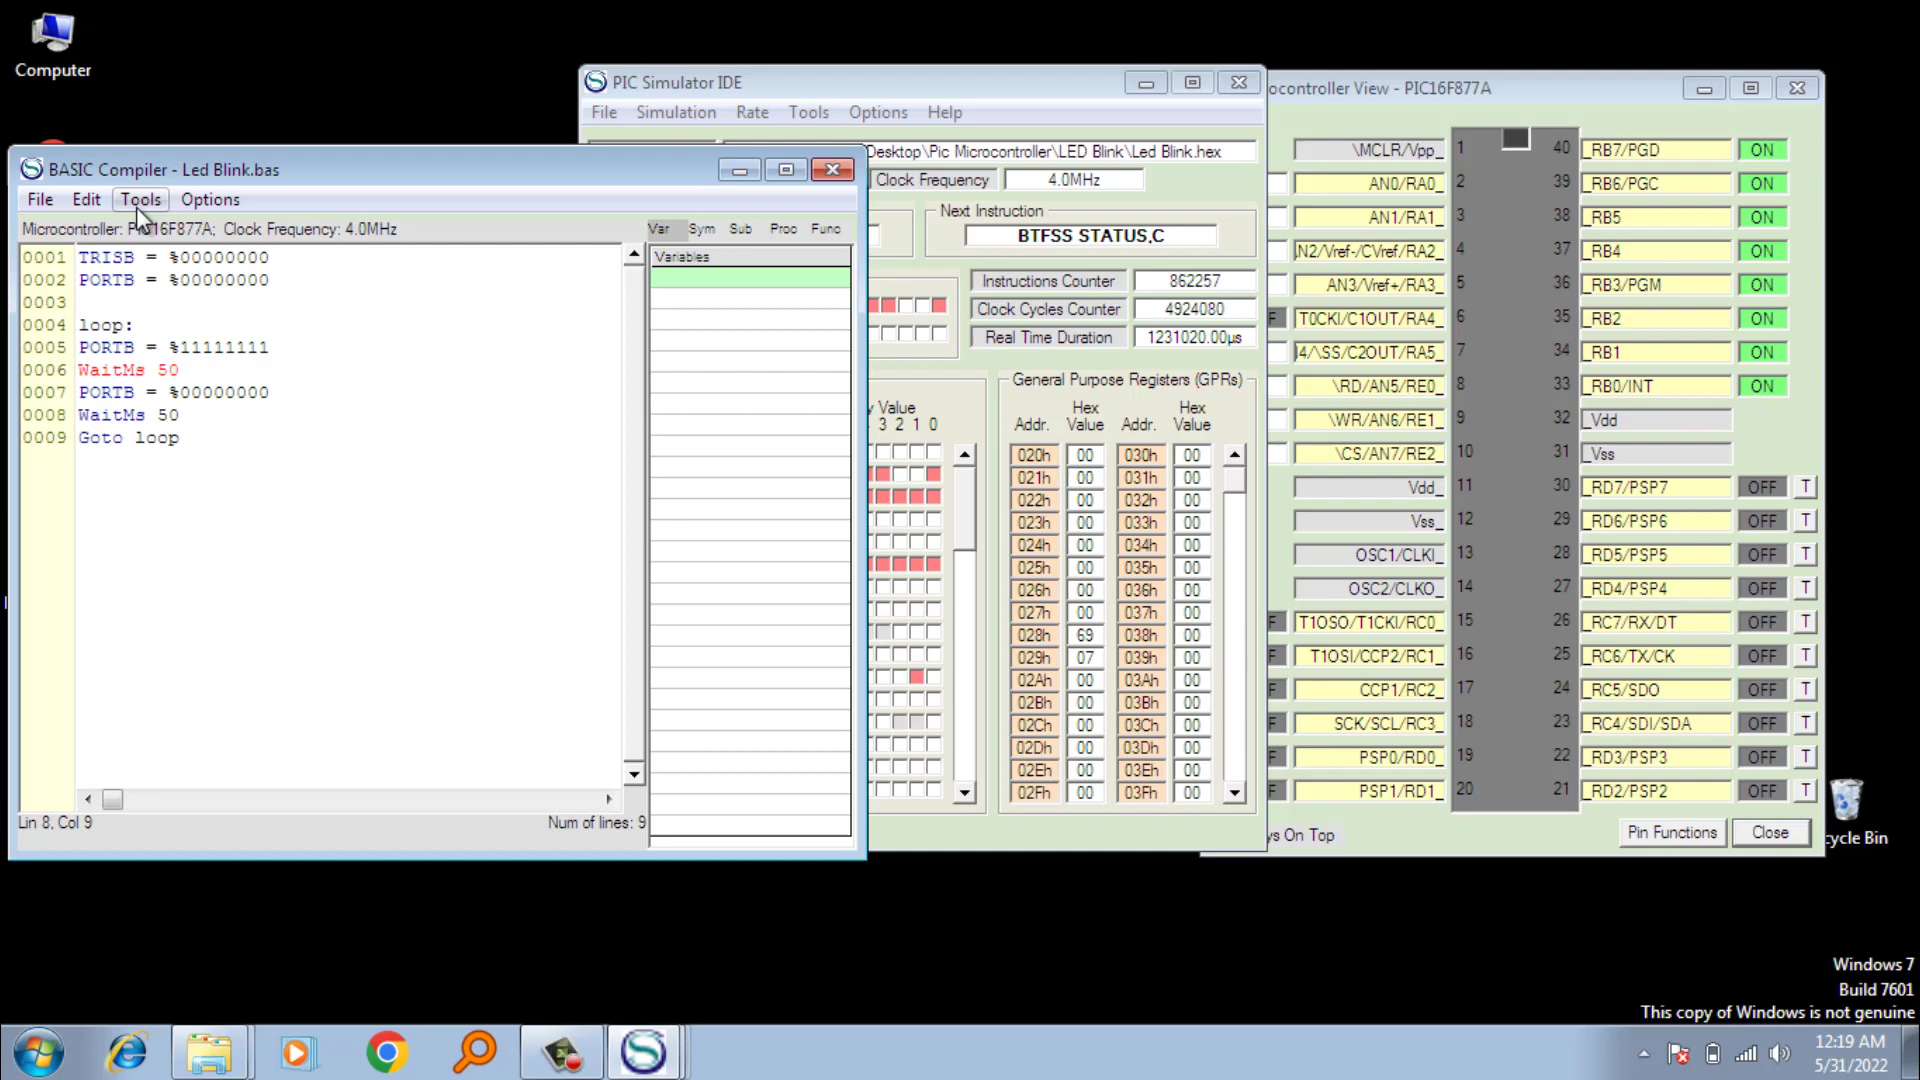 Computer
PIC Simulator IDE
File Simulation Rate Tools Options Help
Desktop\Pic Microcontroller\LED Blink\Led Blink.hex
Clock Frequency 4.0MHz
Next Instruction
BTFSS STATUS,C
Instructions Counter 862257
Clock Cycles Counter 4924080
Real Time Duration 1231020.00µs
General Purpose Registers (GPRs)
y Value
3 2 1 0
Hex Hex
Addr. Value Addr. Value
020h 00 030h 00
021h 00 031h 00
022h 00 032h 00
023h 00 033h 00
024h 00 034h 00
025h 00 035h 00
026h 00 036h 00
027h 00 037h 00
028h 69 038h 00
029h 07 039h 00
02Ah 00 03Ah 00
02Bh 00 03Bh 00
02Ch 00 03Ch 00
02Dh 00 03Dh 00
02Eh 00 03Eh 00
02Fh 00 03Fh 00
BASIC Compiler - Led Blink.bas
File Edit Tools Options
Microcontroller: PIC16F877A; Clock Frequency: 4.0MHz
Var Sym Sub Proc Func
Variables
0001 TRISB = %00000000
0002 PORTB = %00000000
0003
0004 loop:
0005 PORTB = %11111111
0006 WaitMs 50
0007 PORTB = %00000000
0008 WaitMs 50
0009 Goto loop
Lin 8, Col 9 Num of lines: 9
ocontroller View - PIC16F877A
\MCLR/Vpp_ 1 40 _RB7/PGD ON
AN0/RA0_ 2 39 _RB6/PGC ON
AN1/RA1_ 3 38 _RB5 ON
N2/Vref-/CVref/RA2_ 4 37 _RB4 ON
AN3/Vref+/RA3_ 5 36 _RB3/PGM ON
F T0CKI/C1OUT/RA4_ 6 35 _RB2 ON
4/\SS/C2OUT/RA5_ 7 34 _RB1 ON
\RD/AN5/RE0_ 8 33 _RB0/INT ON
\WR/AN6/RE1_ 9 32 _Vdd
\CS/AN7/RE2_ 10 31 _Vss
Vdd_ 11 30 _RD7/PSP7 OFF T
Vss_ 12 29 _RD6/PSP6 OFF T
OSC1/CLKI_ 13 28 _RD5/PSP5 OFF T
OSC2/CLKO_ 14 27 _RD4/PSP4 OFF T
F T1OSO/T1CKI/RC0_ 15 26 _RC7/RX/DT OFF T
F T1OSI/CCP2/RC1_ 16 25 _RC6/TX/CK OFF T
F CCP1/RC2_ 17 24 _RC5/SDO OFF T
F SCK/SCL/RC3_ 18 23 _RC4/SDI/SDA OFF T
F PSP0/RD0_ 19 22 _RD3/PSP3 OFF T
F PSP1/RD1_ 20 21 _RD2/PSP2 OFF T
ys On Top Pin Functions Close
cycle Bin
Windows 7
Build 7601
This copy of Windows is not genuine
12:19 AM
5/31/2022